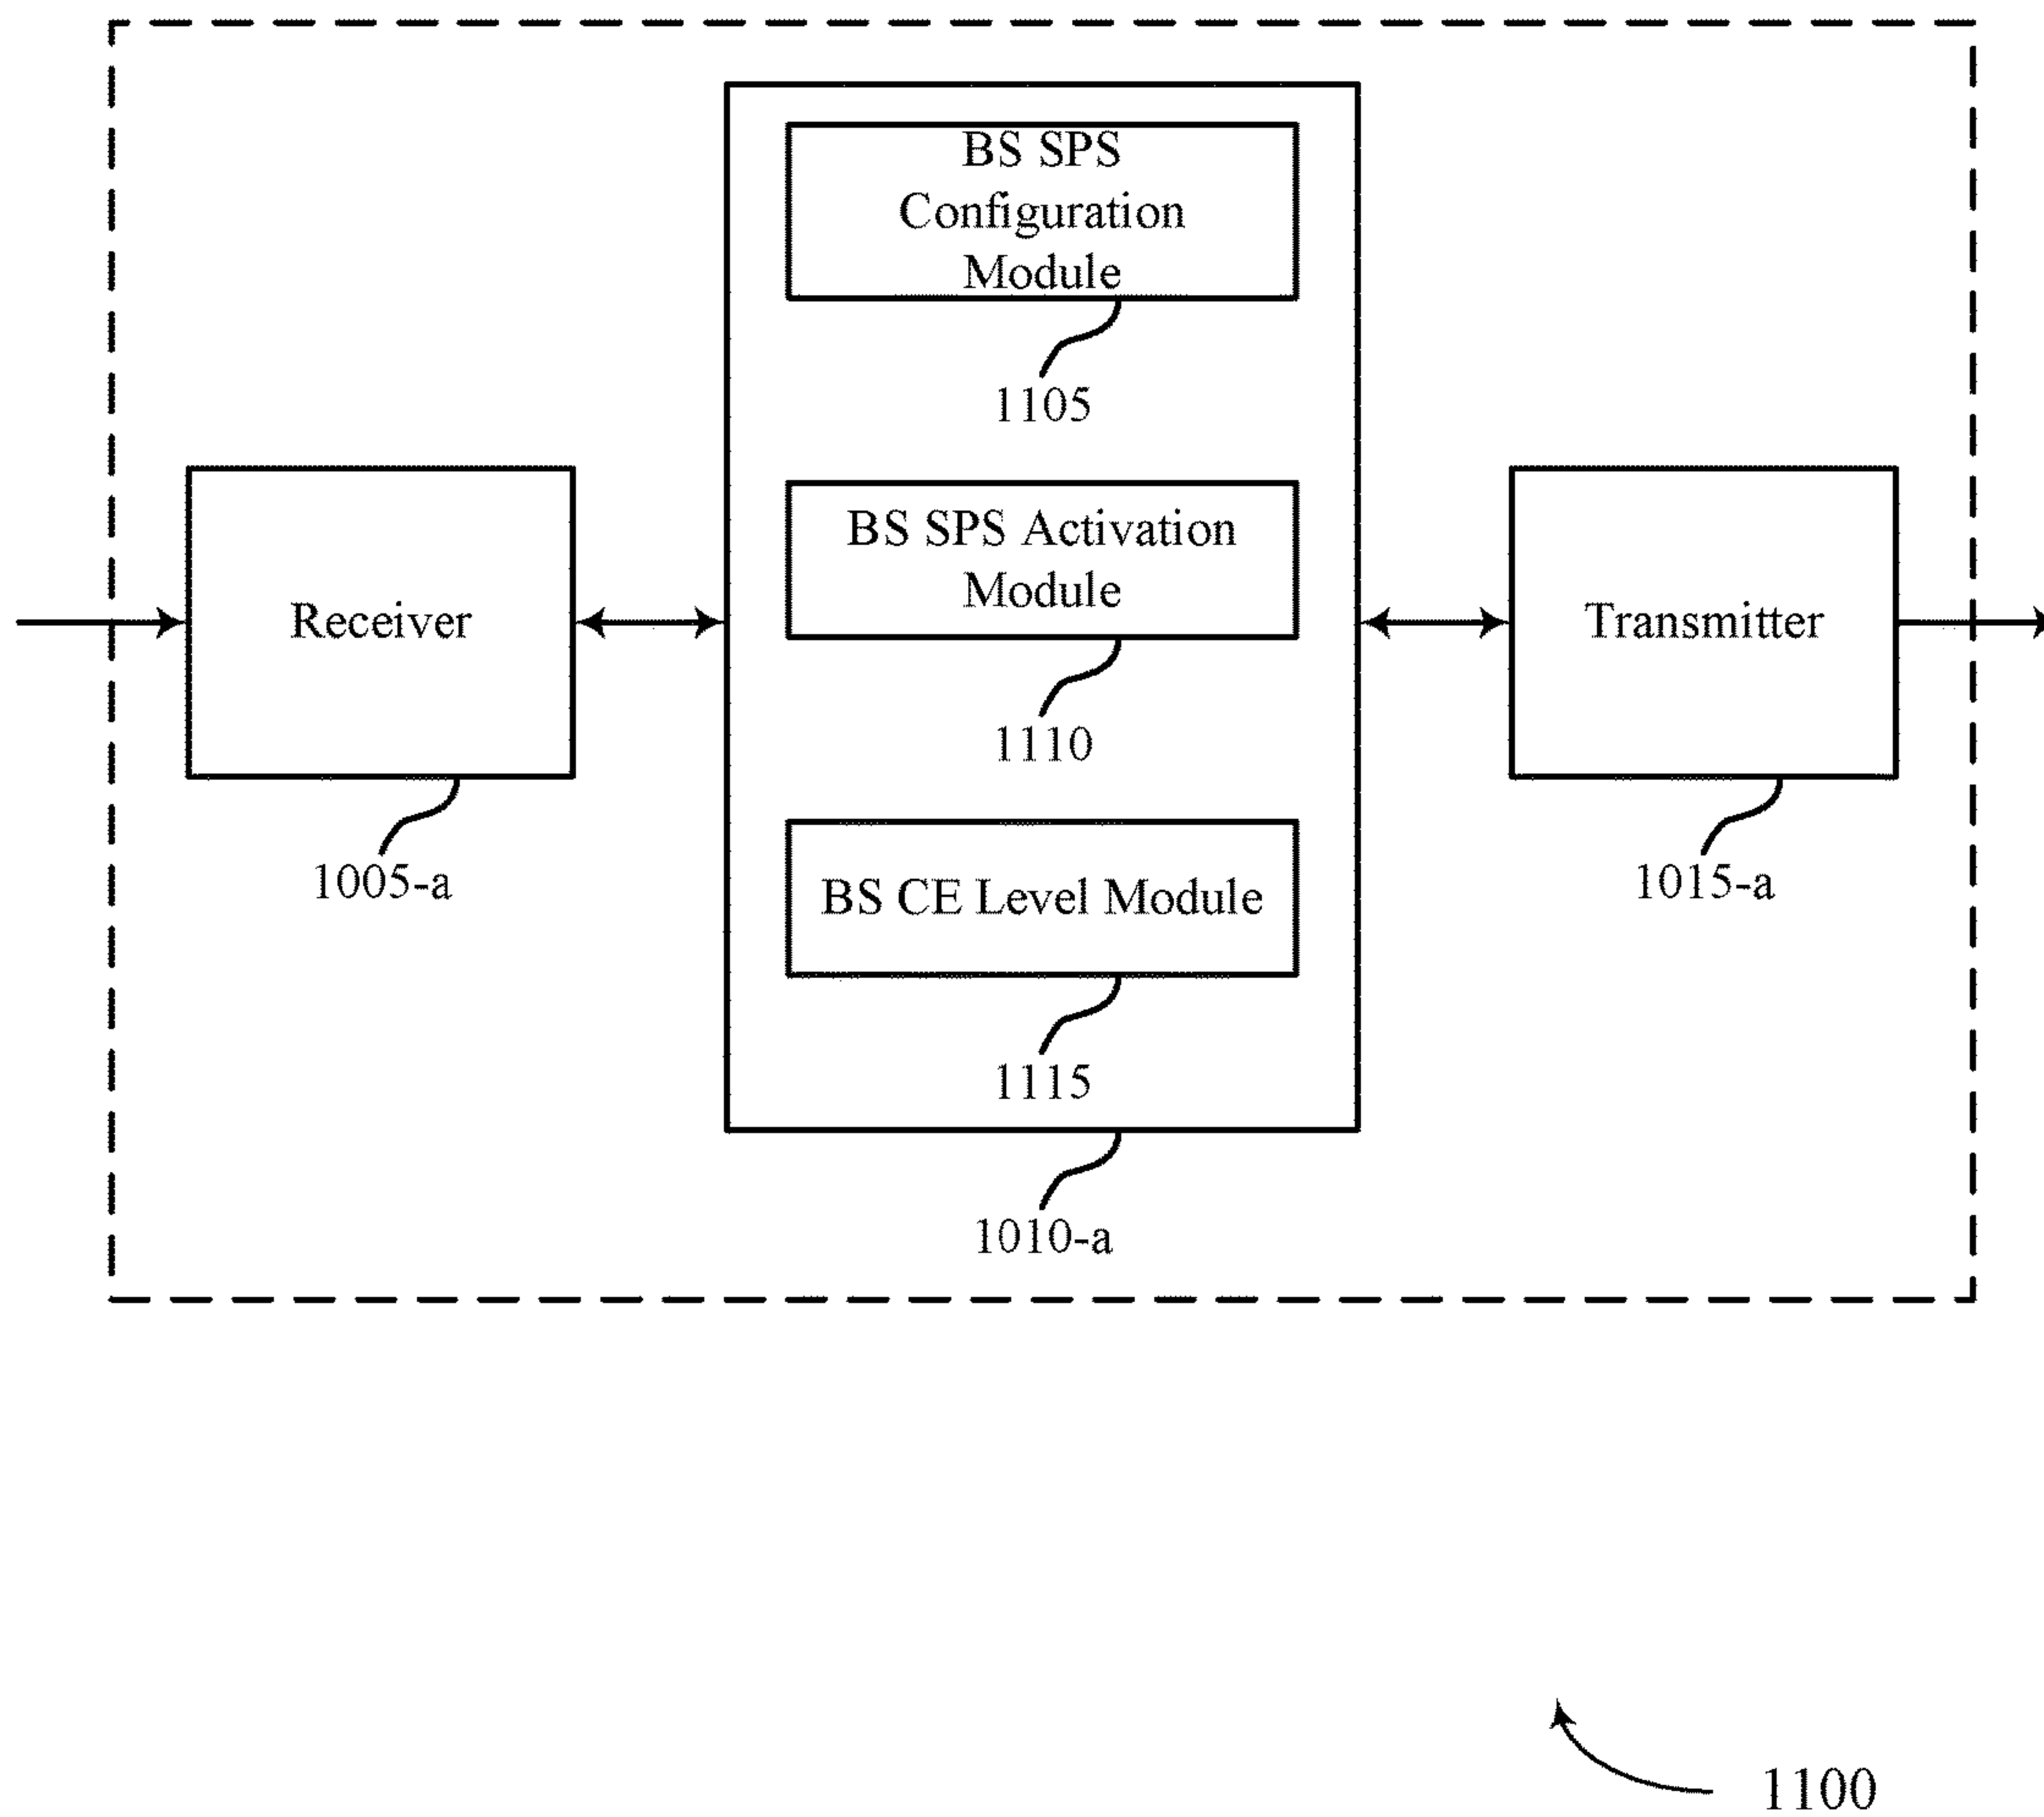 BS SPS
Configuration
Module
1105
BS SPS Activation
Module
1110
BS CE Level Module
1115
1010-a
Receiver
1005-a
Transmitter
1015-a
1100